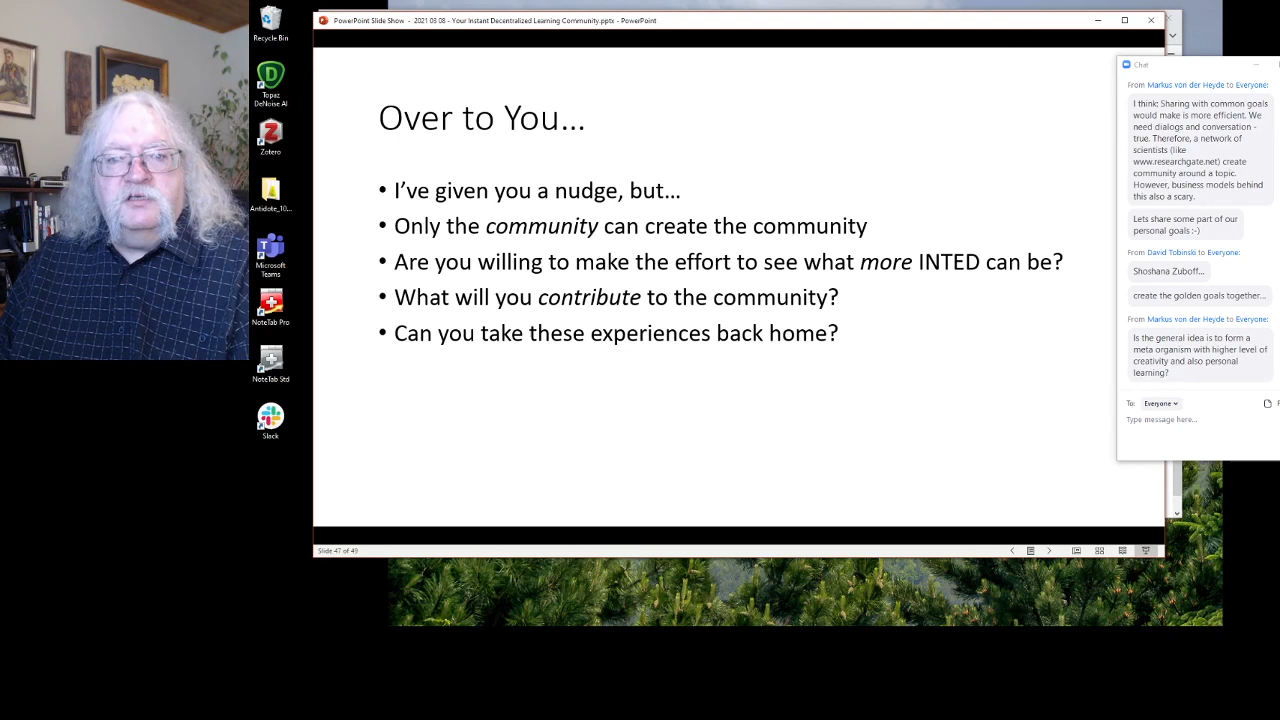 Recycle Bin
Topaz
DeNoise AI
Zotero
Antidote_10...
Microsoft
Teams
NoteTab Pro
NoteTab Std
Slack
PowerPoint Slide Show - 2021 03 08 - Your Instant Decentralized Learning Community.pptx - PowerPoint
Over to You...
• I've given you a nudge, but...
• Only the community can create the community
• Are you willing to make the effort to see what more INTED can be?
• What will you contribute to the community?
• Can you take these experiences back home?
Slide 47 of 49
Chat
From Markus von der Heyde to Everyone:
I think: Sharing with common goals
would make is more efficient. We
need dialogs and conversation -
true. Therefore, a network of
scientists (like
www.researchgate.net) create
community around a topic.
However, business models behind
this also a scary.
Lets share some part of our
personal goals :-)
From David Tobinski to Everyone:
Shoshana Zuboff...
create the golden goals together...
From Markus von der Heyde to Everyone:
Is the general idea is to form a
meta organism with higher level of
creativity and also personal
learning?
To: Everyone
Type message here...